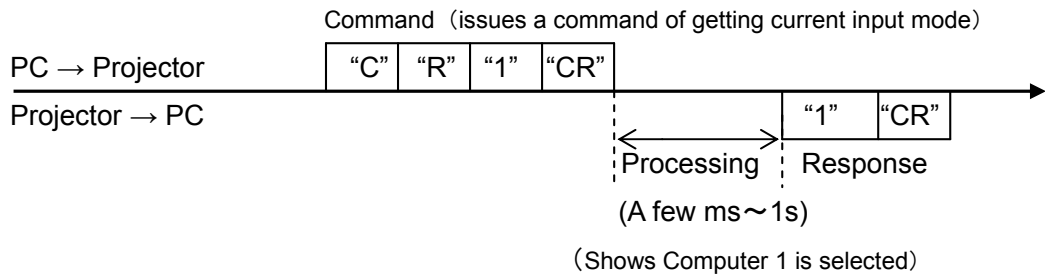 Command（issues a command of getting current input mode）
PC → Projector “C” “R” “1” “CR”
Projector → PC “1” “CR”
Processing Response
(A few ms～1s)
（Shows Computer 1 is selected）